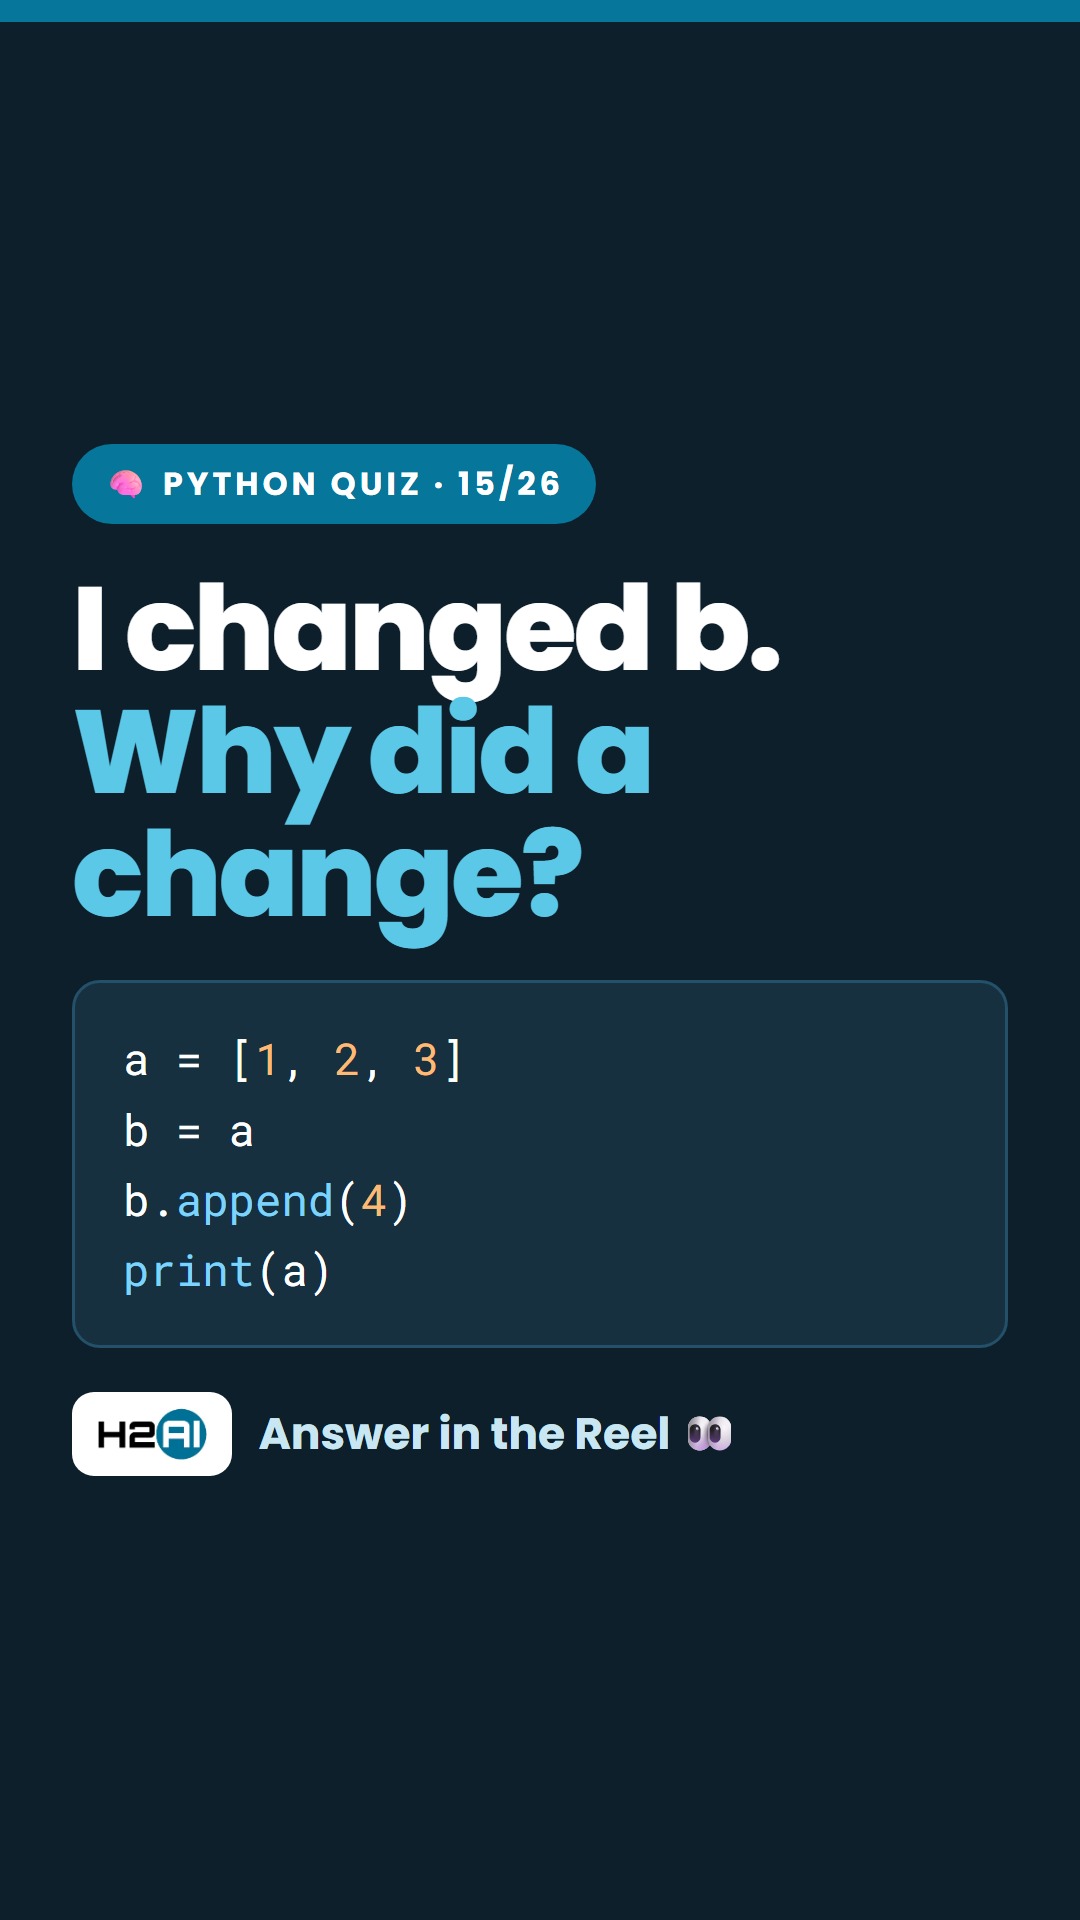 🧠 PYTHON QUIZ · 15/26
I changed b.
Why did a
change?
a = [1, 2, 3]
b = a
b.append(4)
print(a)
H2AI Answer in the Reel 👀